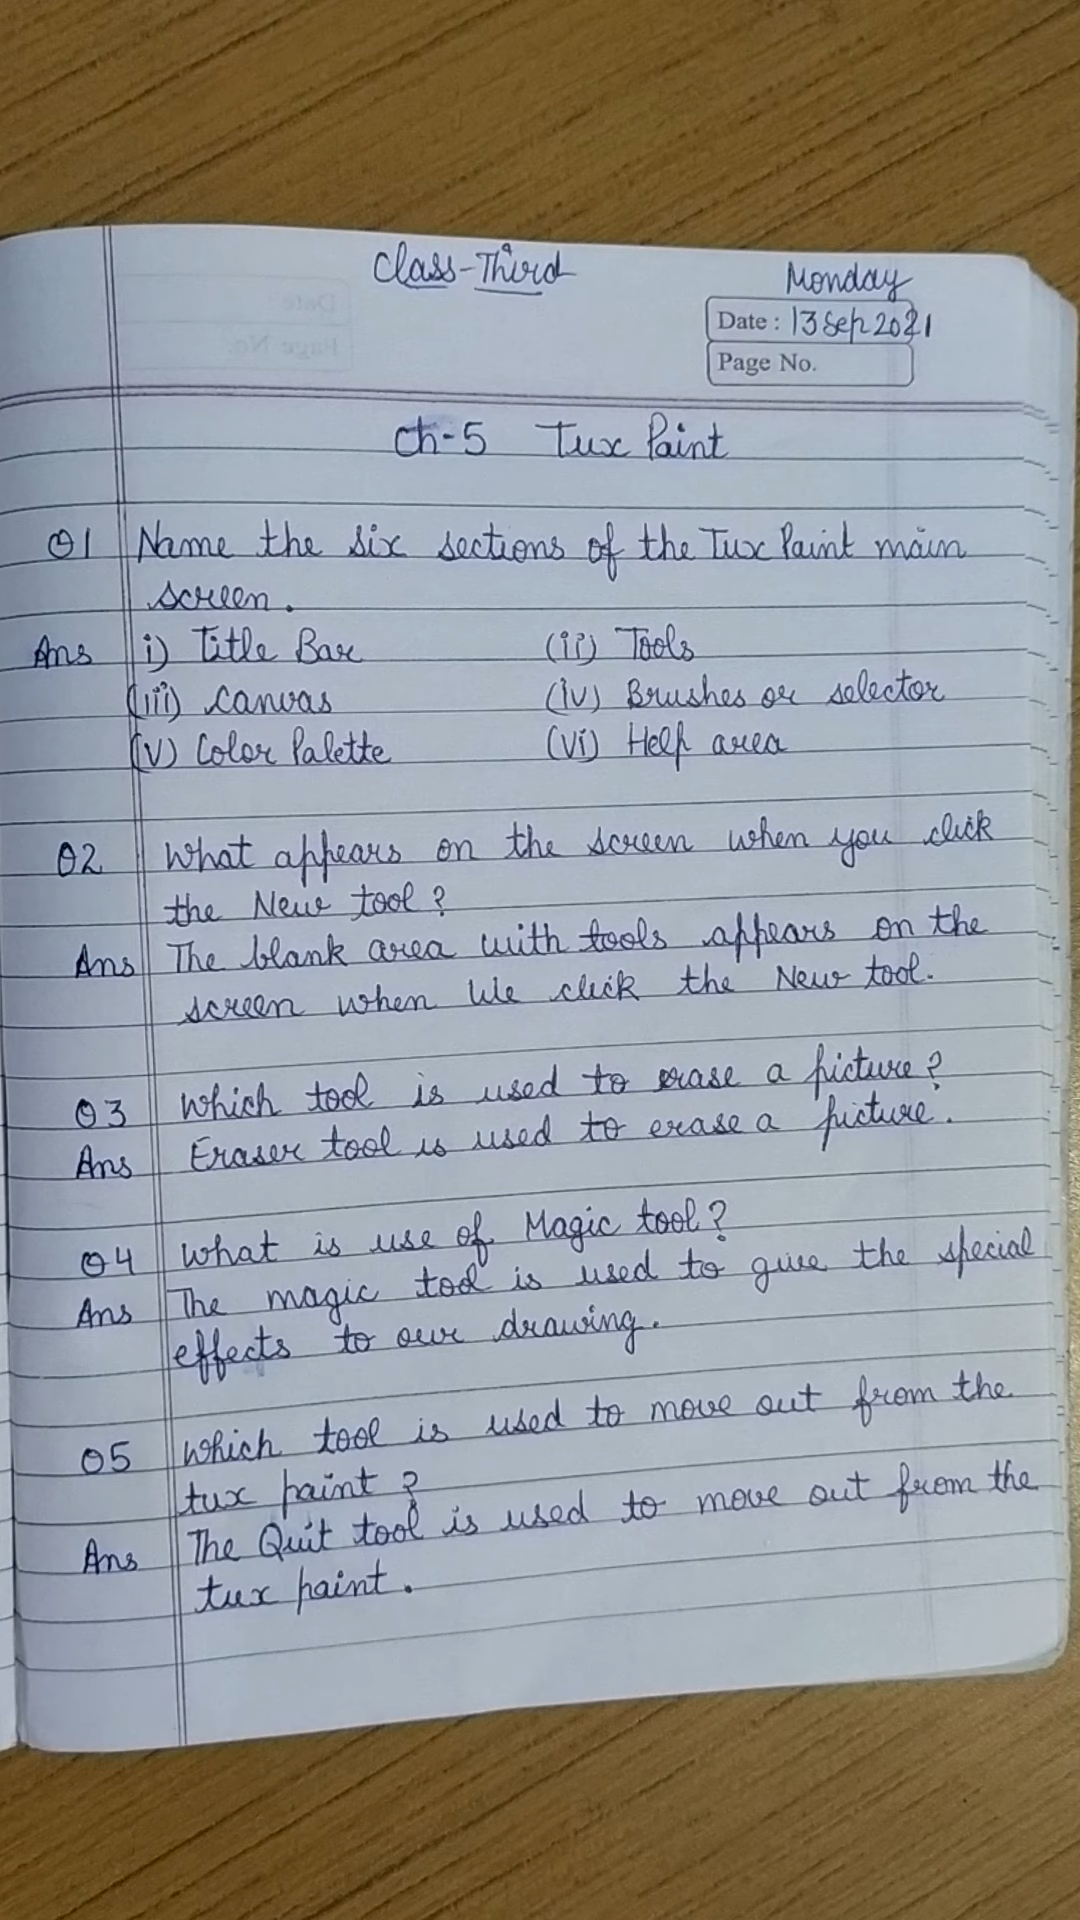 Class-Third
Monday
Date : 13 Sep 2021
Page No.
Ch-5 Tux Paint
Q1 Name the six sections of the Tux Paint main
screen.
Ans i) Title Bar (ii) Tools
(iii) Canvas (iv) Brushes or selector
(v) Color Palette (vi) Help area
Q2 What appears on the screen when you click
the New tool?
Ans The blank area with tools appears on the
screen when We click the New tool.
Q3 Which tool is used to erase a picture?
Ans Eraser tool is used to erase a picture.
Q4 What is use of Magic tool?
Ans The magic tool is used to give the special
effects to our drawing.
Q5 Which tool is used to move out from the
tux paint?
Ans The Quit tool is used to move out from the
tux paint.